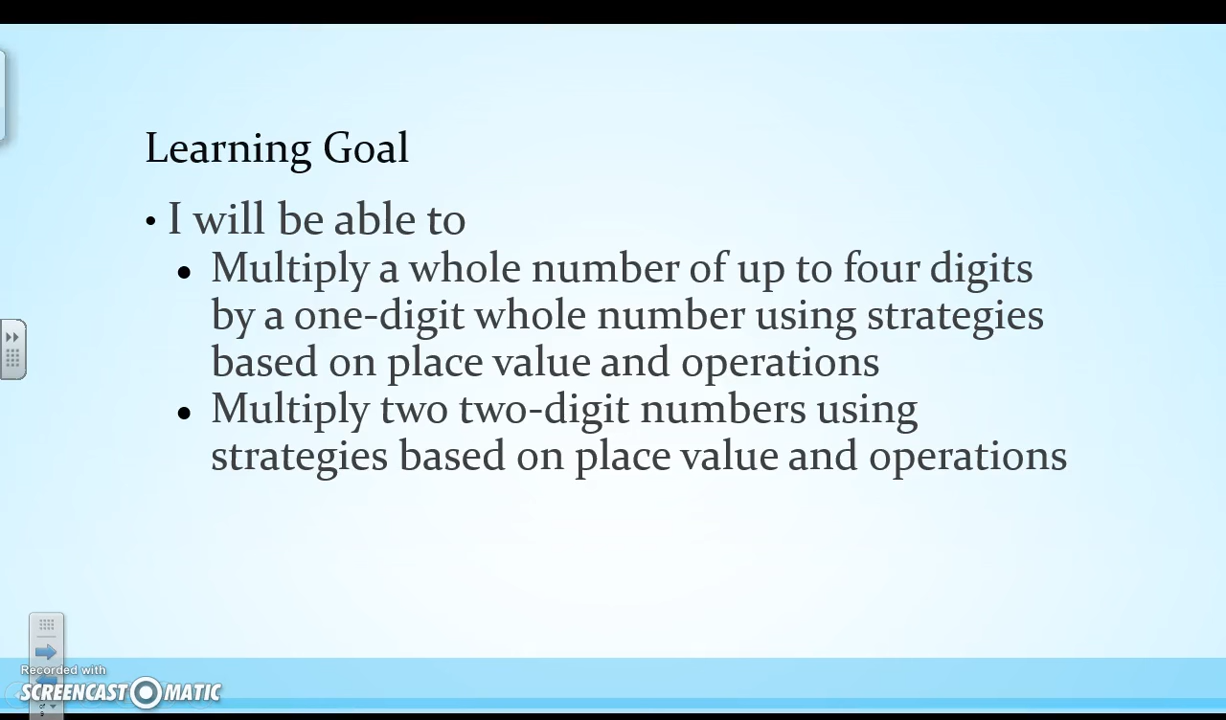 Learning Goal
• I will be able to
• Multiply a whole number of up to four digits
by a one-digit whole number using strategies
based on place value and operations
• Multiply two two-digit numbers using
strategies based on place value and operations
Recorded with
SCREENCAST MATIC